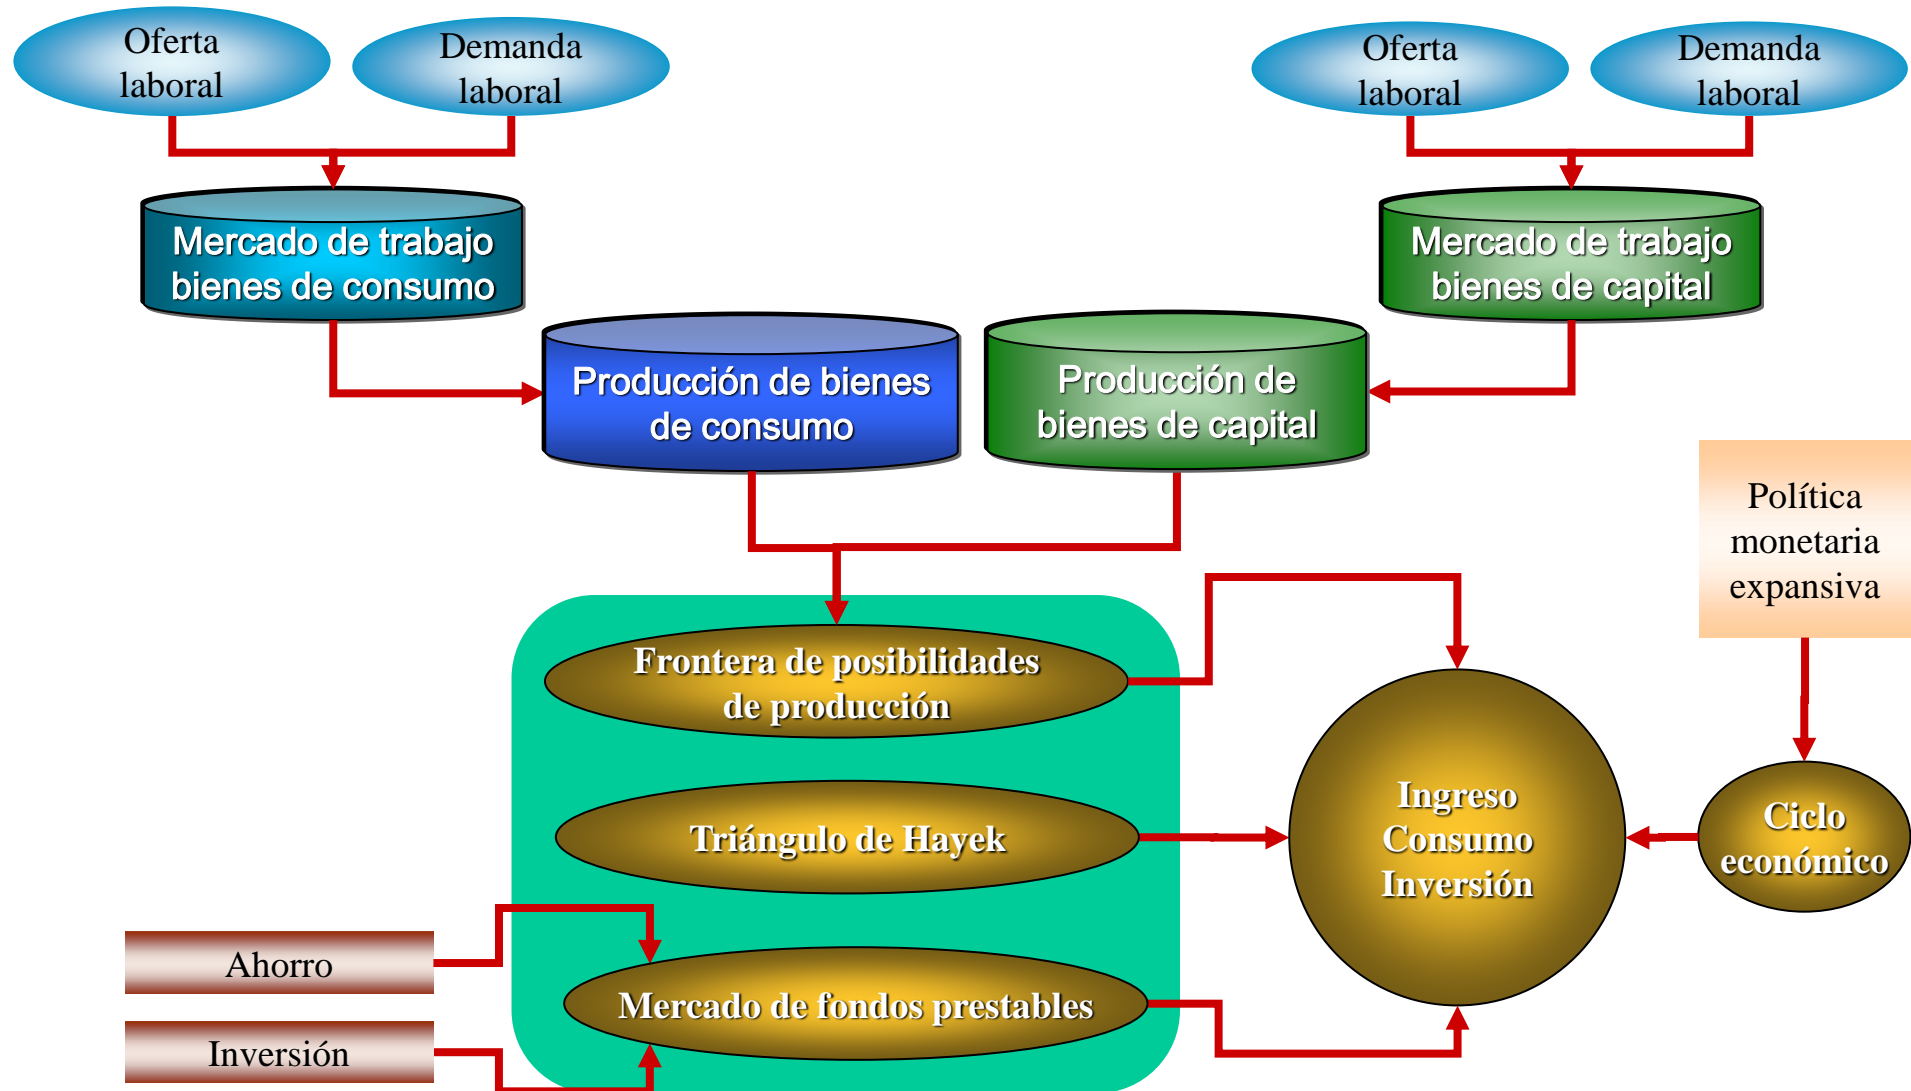 Oferta
laboral
Demanda
laboral
Oferta
laboral
Demanda
laboral
Mercado de trabajo
bienes de consumo
Mercado de trabajo
bienes de capital
Producción de bienes
de consumo
Producción de
bienes de capital
Política
monetaria
expansiva
Frontera de posibilidades
de producción
Triángulo de Hayek
Ingreso
Consumo
Inversión
Ciclo
económico
Ahorro
Mercado de fondos prestables
Inversión